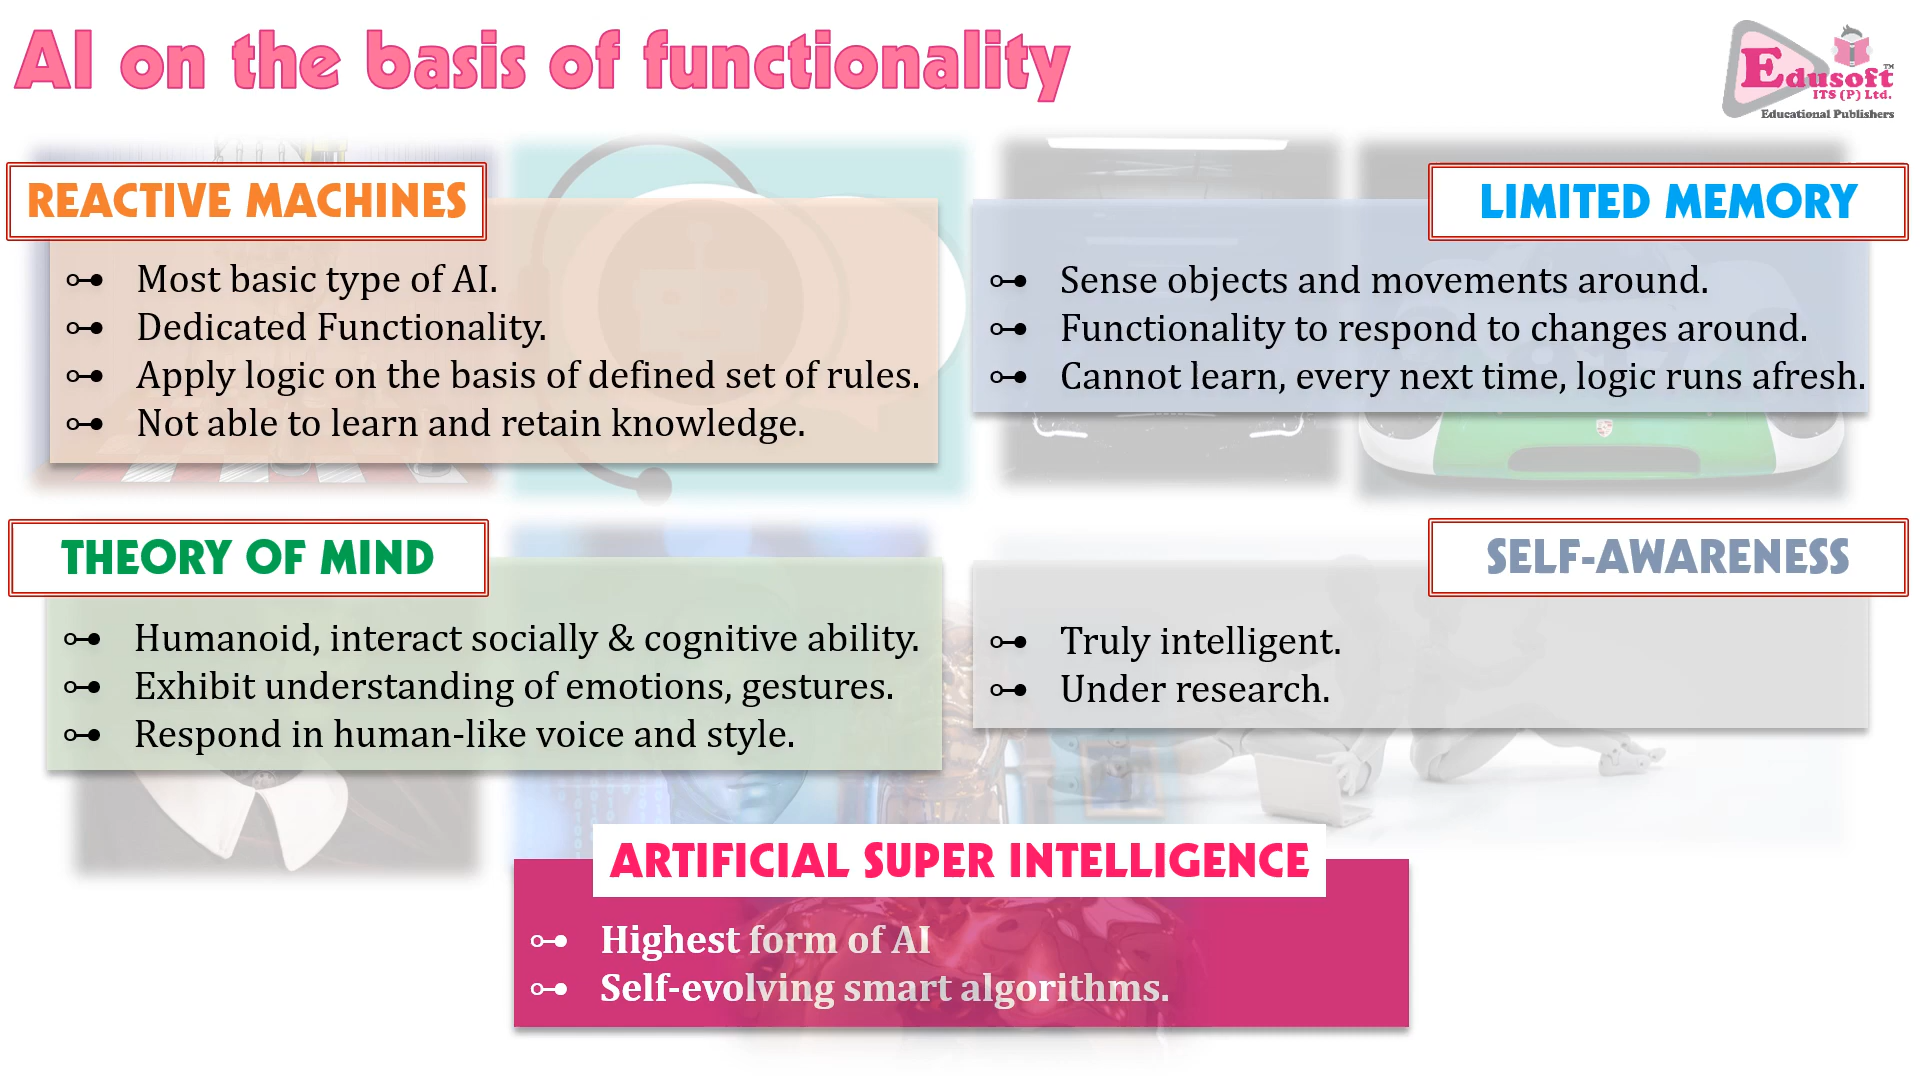 AI on the basis of functionality
Edusoft™
ITS (P) Ltd.
Educational Publishers
REACTIVE MACHINES
Most basic type of AI.
Dedicated Functionality.
Apply logic on the basis of defined set of rules.
Not able to learn and retain knowledge.
LIMITED MEMORY
Sense objects and movements around.
Functionality to respond to changes around.
Cannot learn, every next time, logic runs afresh.
THEORY OF MIND
Humanoid, interact socially & cognitive ability.
Exhibit understanding of emotions, gestures.
Respond in human-like voice and style.
SELF-AWARENESS
Truly intelligent.
Under research.
ARTIFICIAL SUPER INTELLIGENCE
Highest form of AI
Self-evolving smart algorithms.